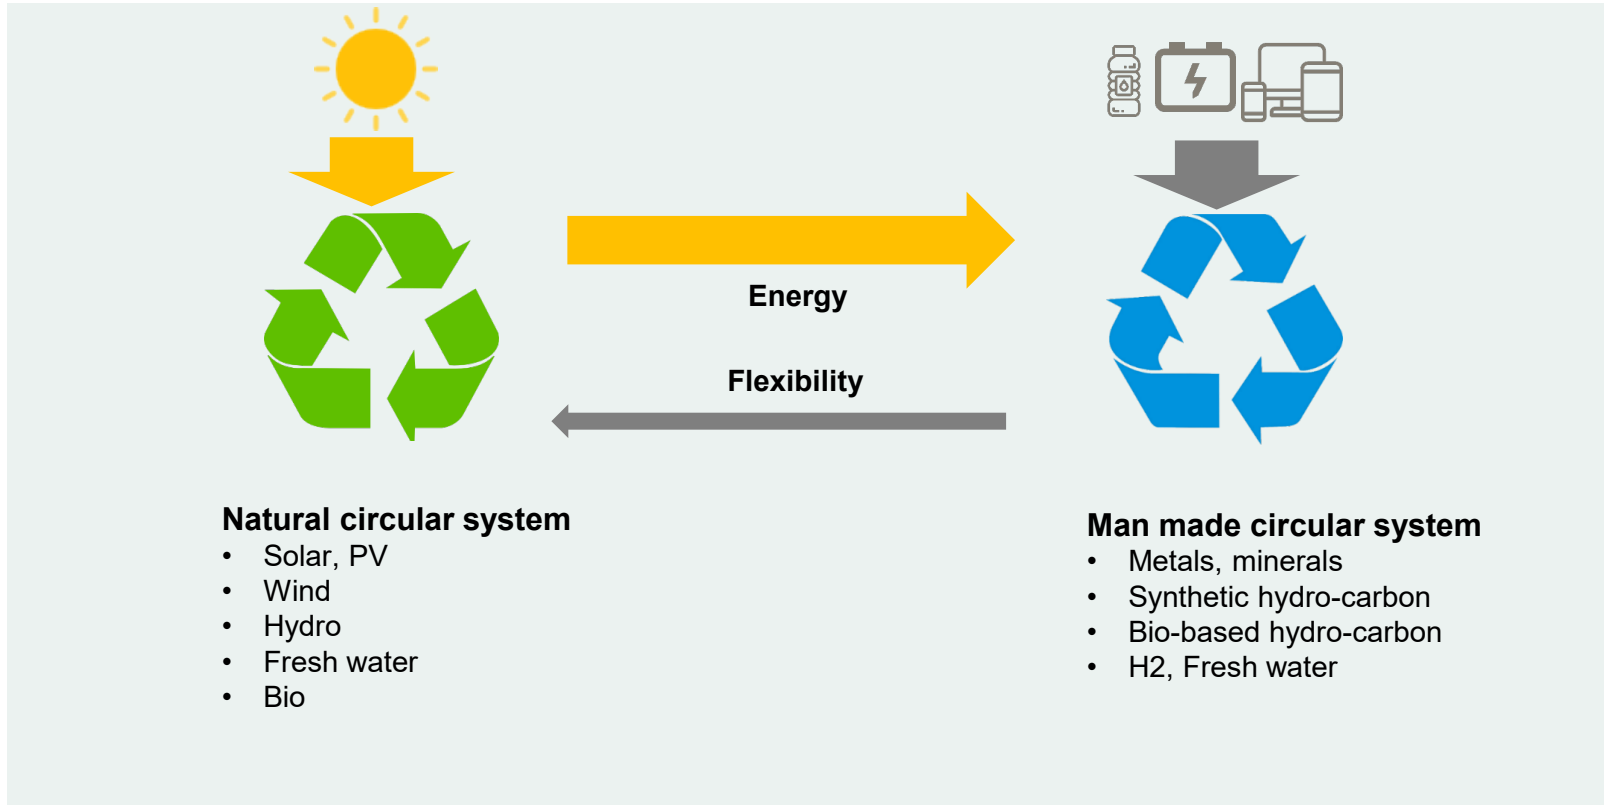 Energy
Flexibility
Natural circular system
• Solar, PV
• Wind
• Hydro
• Fresh water
• Bio
Man made circular system
• Metals, minerals
• Synthetic hydro-carbon
• Bio-based hydro-carbon
• H2, Fresh water